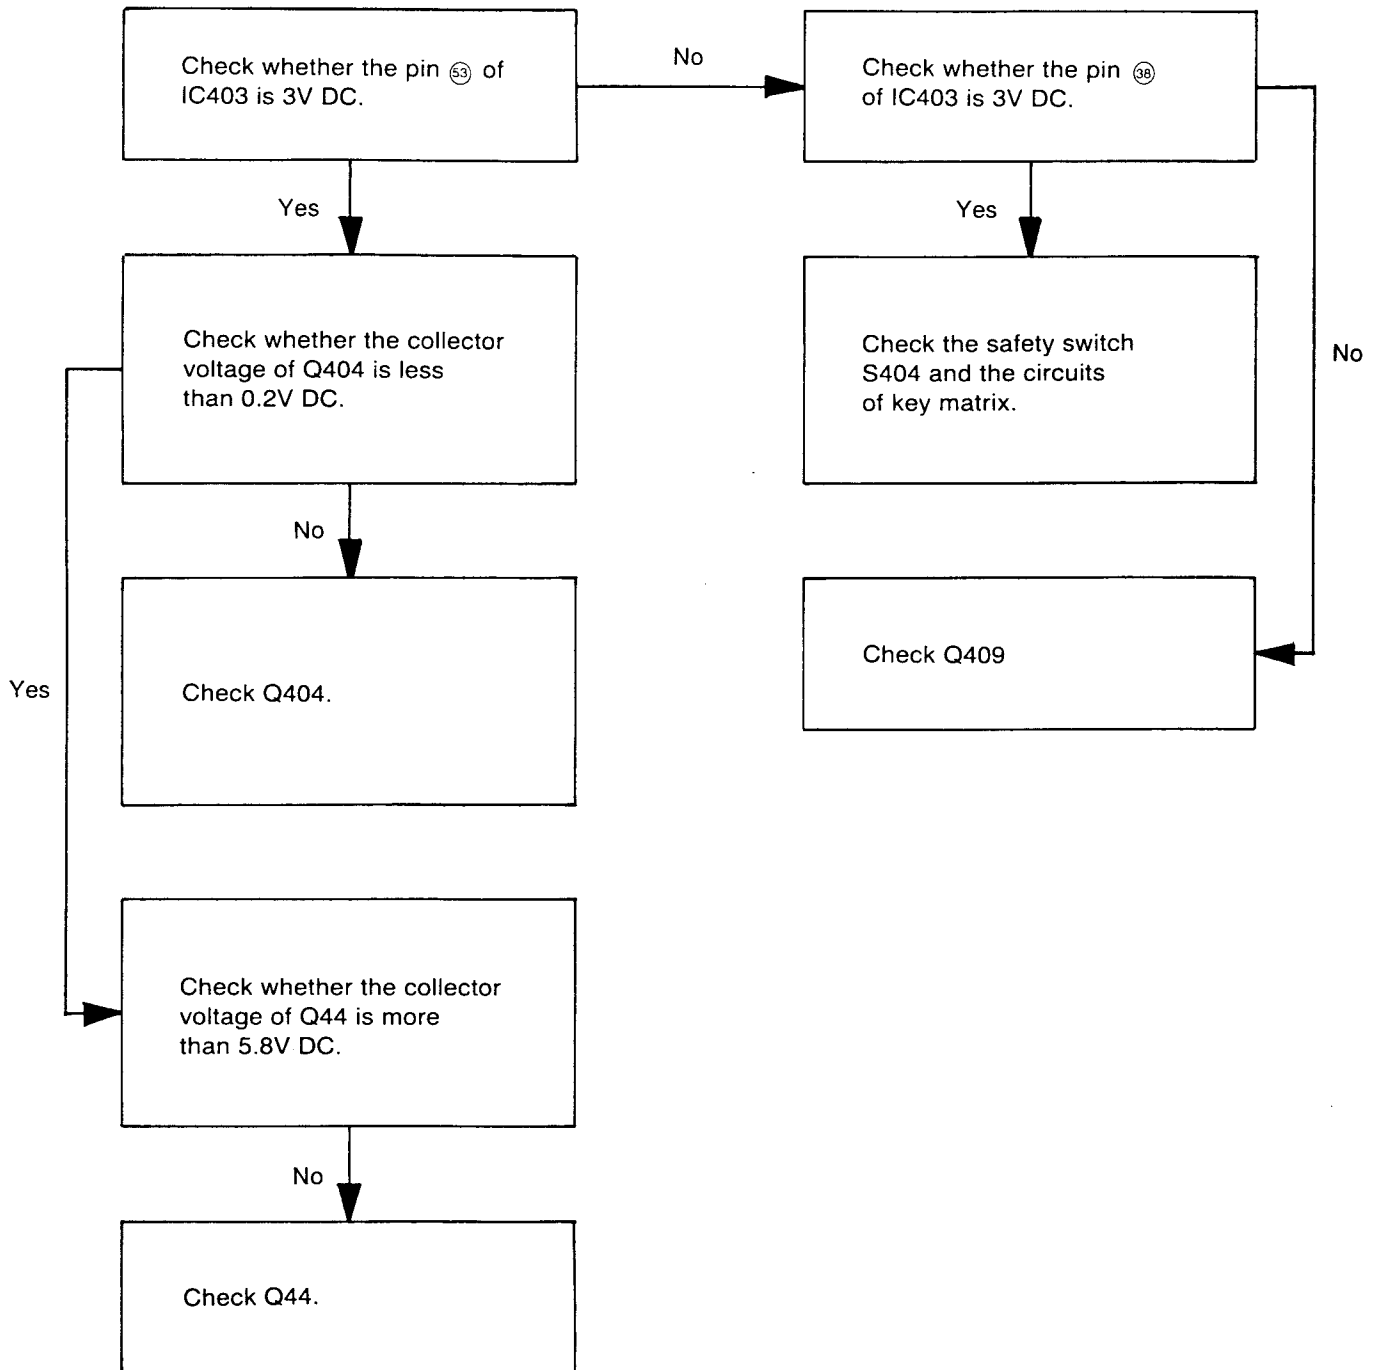 Check whether the pin ㊾ of
IC403 is 3V DC.
No
Check whether the pin ㊳
of IC403 is 3V DC.
Yes
Yes
Check whether the collector
voltage of Q404 is less
than 0.2V DC.
Check the safety switch
S404 and the circuits
of key matrix.
No
No
Check Q404.
Check Q409
Yes
Check whether the collector
voltage of Q44 is more
than 5.8V DC.
No
Check Q44.